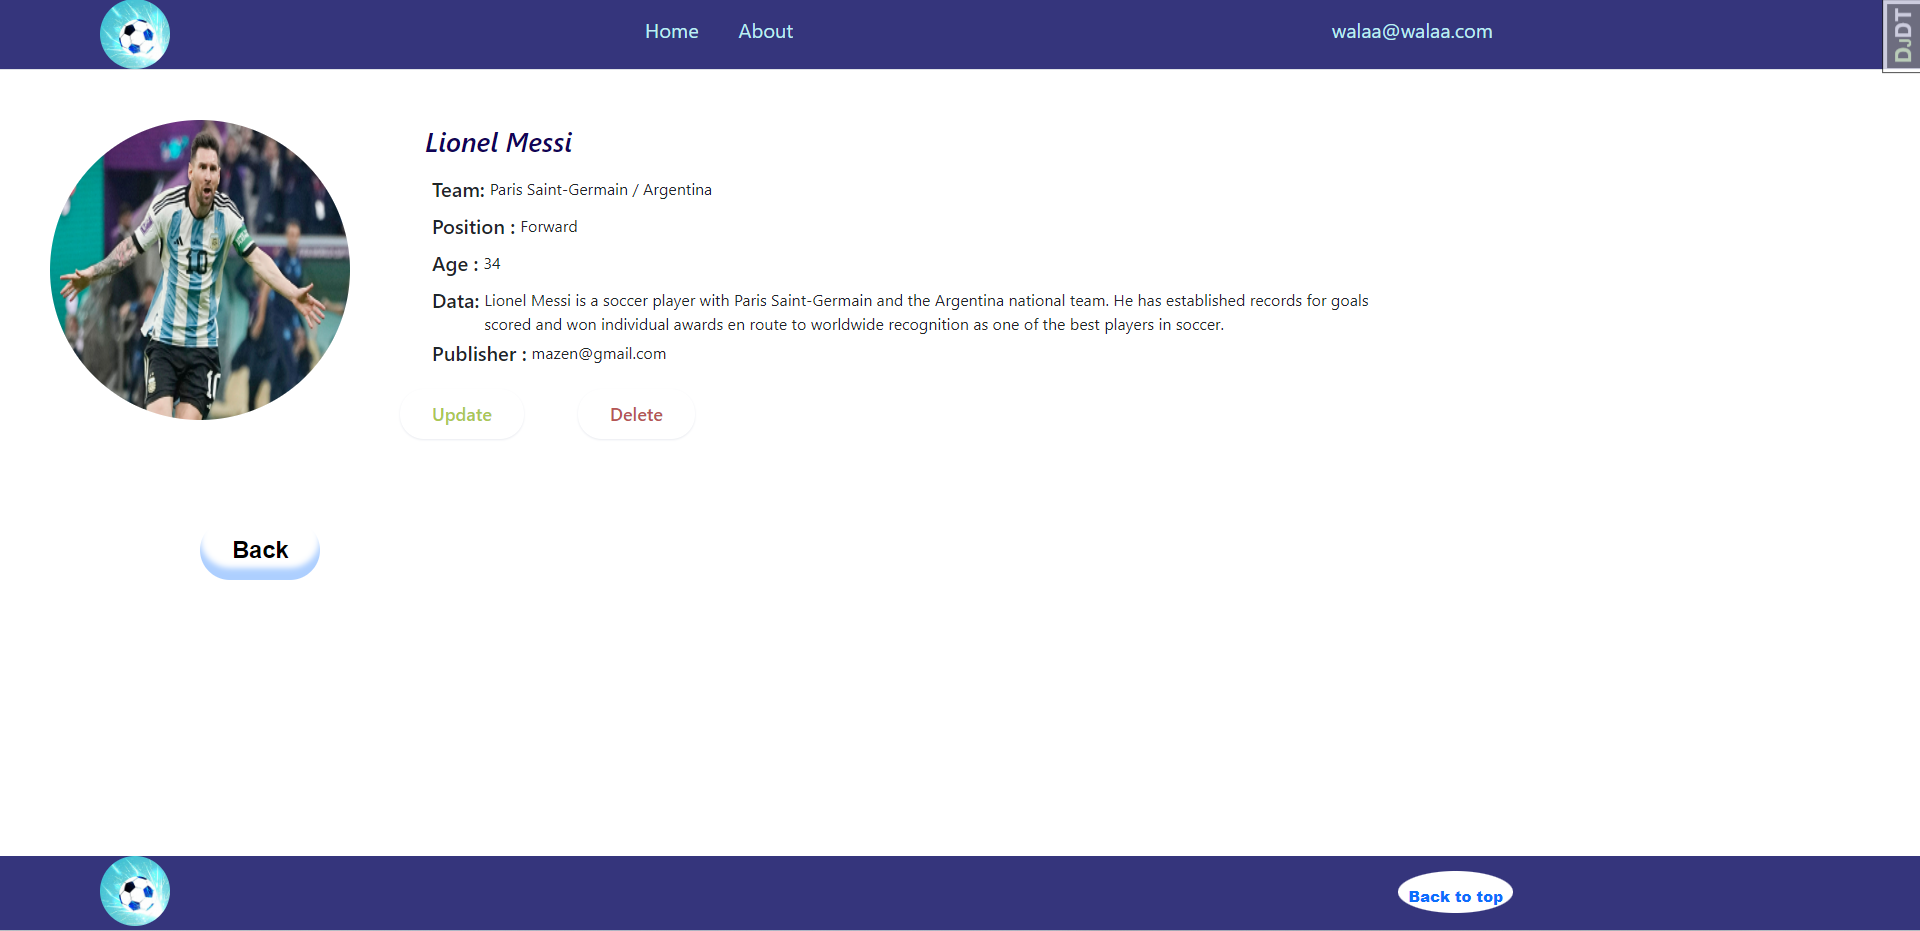 Home About walaa@walaa.com
DJDT
Lionel Messi
Team: Paris Saint-Germain / Argentina
Position : Forward
Age : 34
Data: Lionel Messi is a soccer player with Paris Saint-Germain and the Argentina national team. He has established records for goals
scored and won individual awards en route to worldwide recognition as one of the best players in soccer.
Publisher : mazen@gmail.com
10
10
Update Delete
Back
Back to top